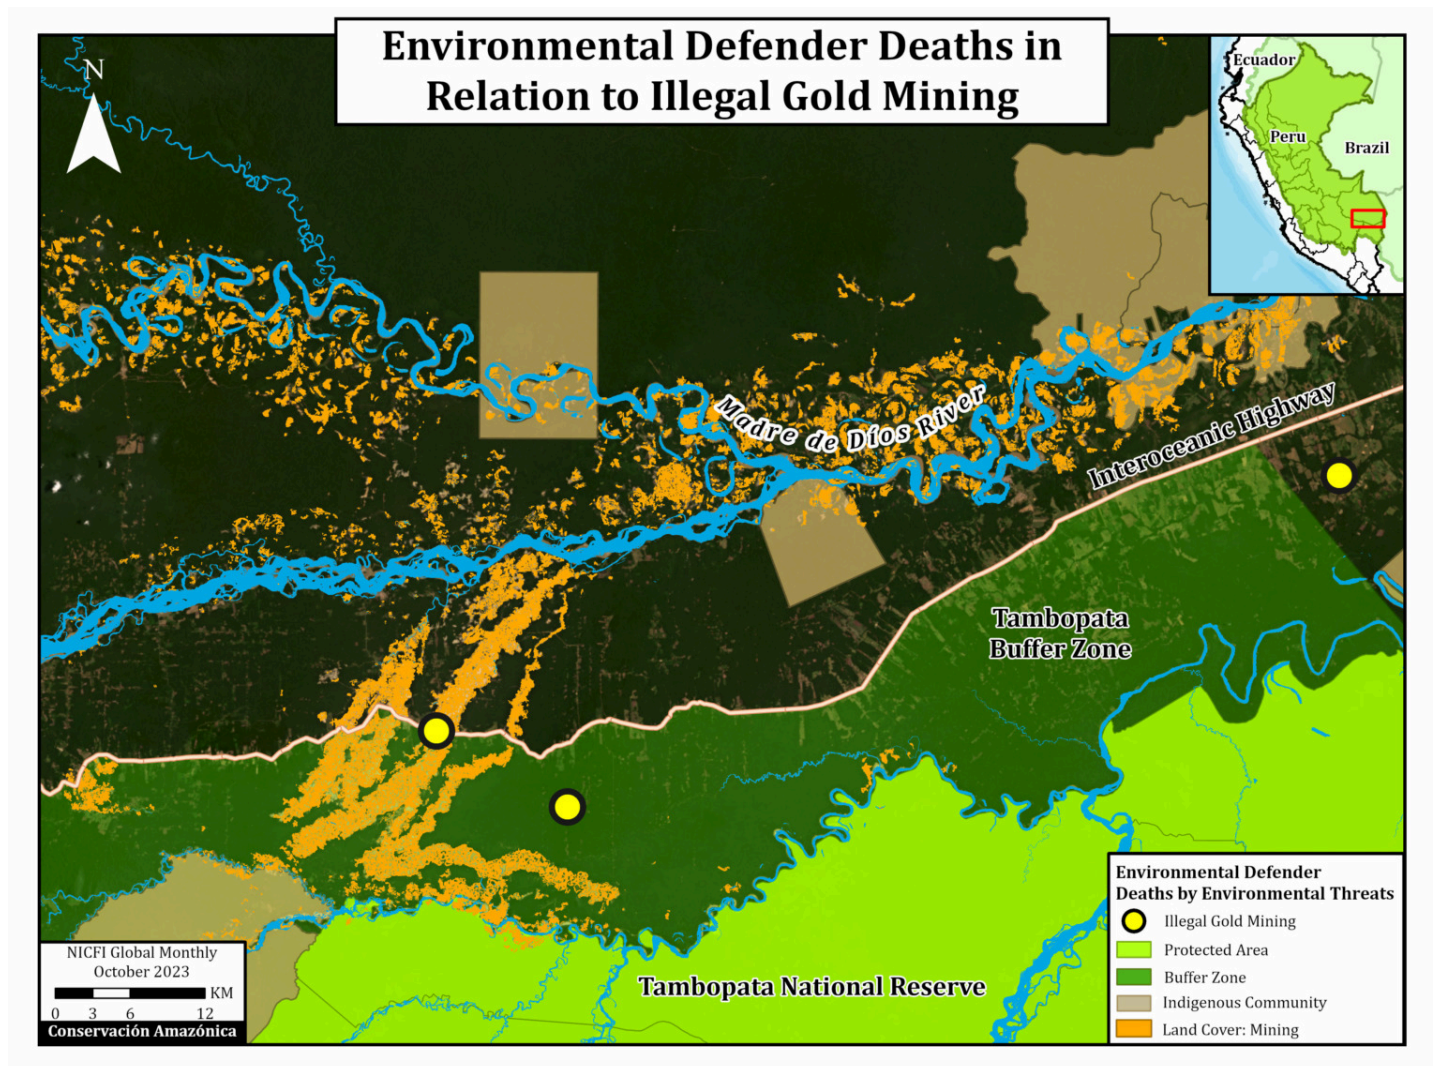 Environmental Defender Deaths in
Relation to Illegal Gold Mining
N
Ecuador
Peru
Brazil
Madre de Díos River
Interoceanic Highway
Tambopata
Buffer Zone
Tambopata National Reserve
NICFI Global Monthly
October 2023
KM
0 3 6 12
Conservación Amazónica
Environmental Defender
Deaths by Environmental Threats
Illegal Gold Mining
Protected Area
Buffer Zone
Indigenous Community
Land Cover: Mining